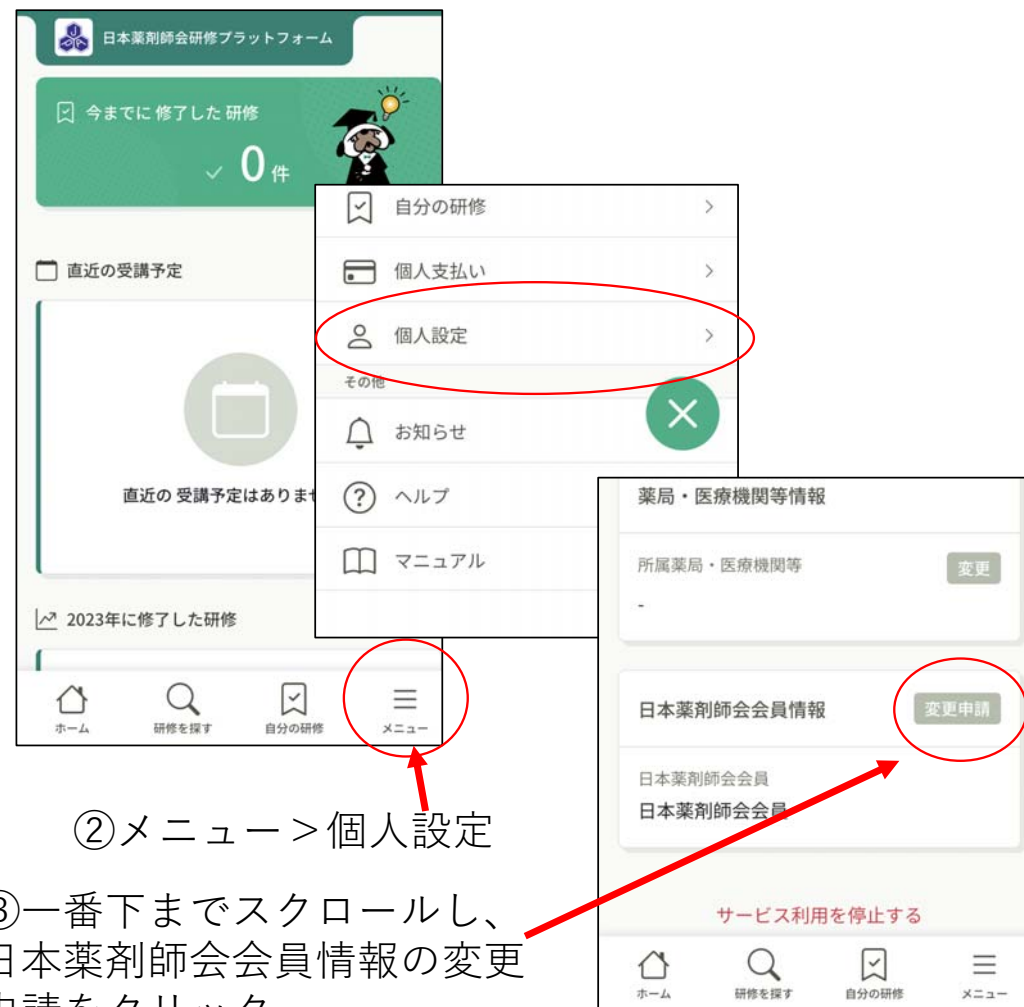 日本薬剤師会研修プラットフォーム
今までに修了した研修
0件
直近の受講予定
直近の 受講予定はありませ
2023年に修了した研修
ホーム
研修を探す
自分の研修
メニュー
自分の研修
個人支払い
個人設定
その他
お知らせ
ヘルプ
マニュアル
薬局・医療機関等情報
所属薬局・医療機関等
変更
-
日本薬剤師会会員情報
変更申請
日本薬剤師会会員
日本薬剤師会会員
サービス利用を停止する
ホーム
研修を探す
自分の研修
メニュー
②メニュー＞個人設定
③一番下までスクロールし、
日本薬剤師会会員情報の変更
申請をクリック